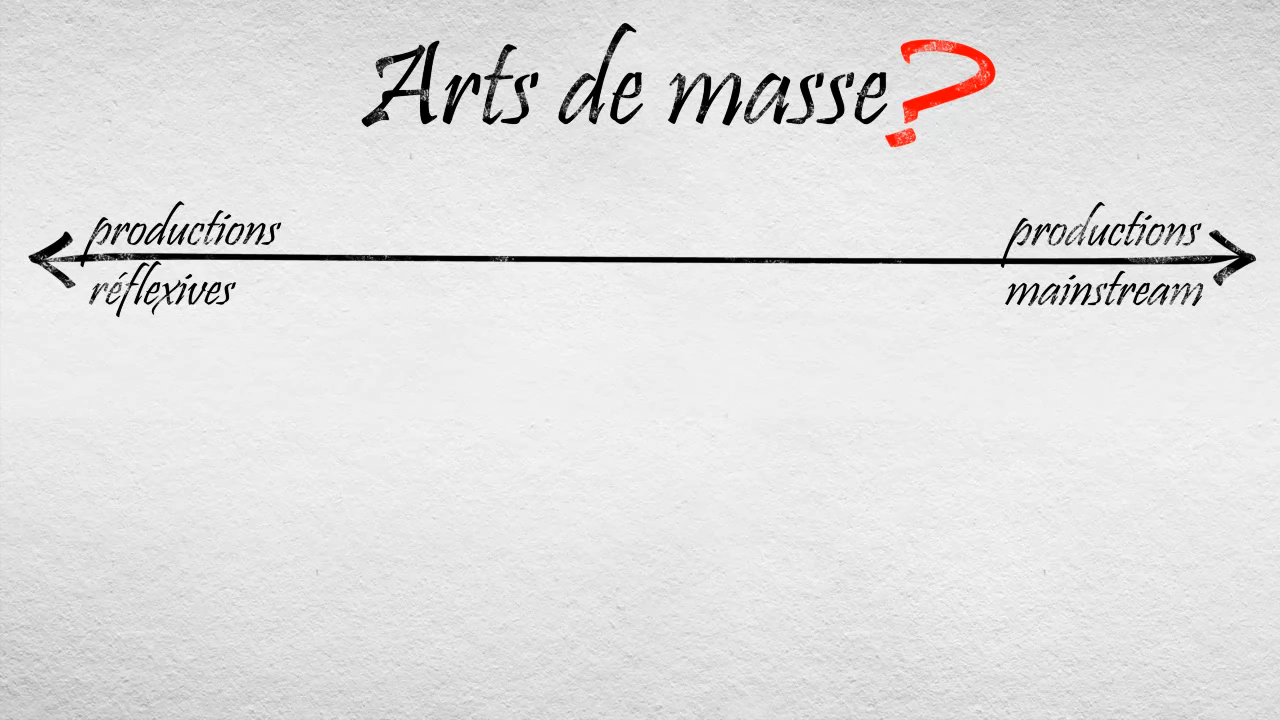 Arts de masse?
productions
réflexives
productions
mainstream